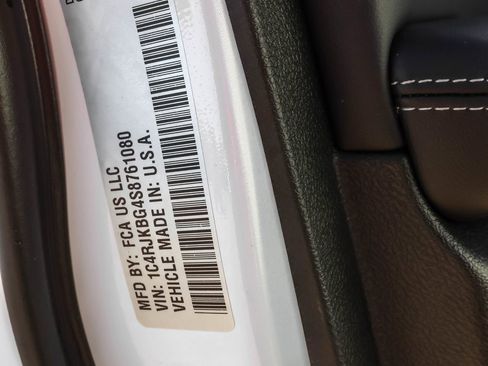 MFD BY: FCA US LLC
VIN: 1C4RJKBG4S8761080
VEHICLE MADE IN: U.S.A.